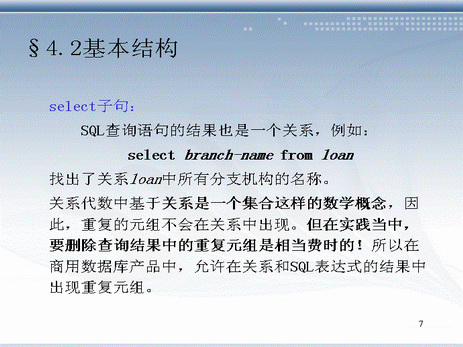 §4.2基本结构
select子句：
SQL查询语句的结果也是一个关系，例如：
select branch-name from loan
找出了关系loan中所有分支机构的名称。
关系代数中基于关系是一个集合这样的数学概念，因
此，重复的元组不会在关系中出现。但在实践当中，
要删除查询结果中的重复元组是相当费时的！所以在
商用数据库产品中，允许在关系和SQL表达式的结果中
出现重复元组。
7